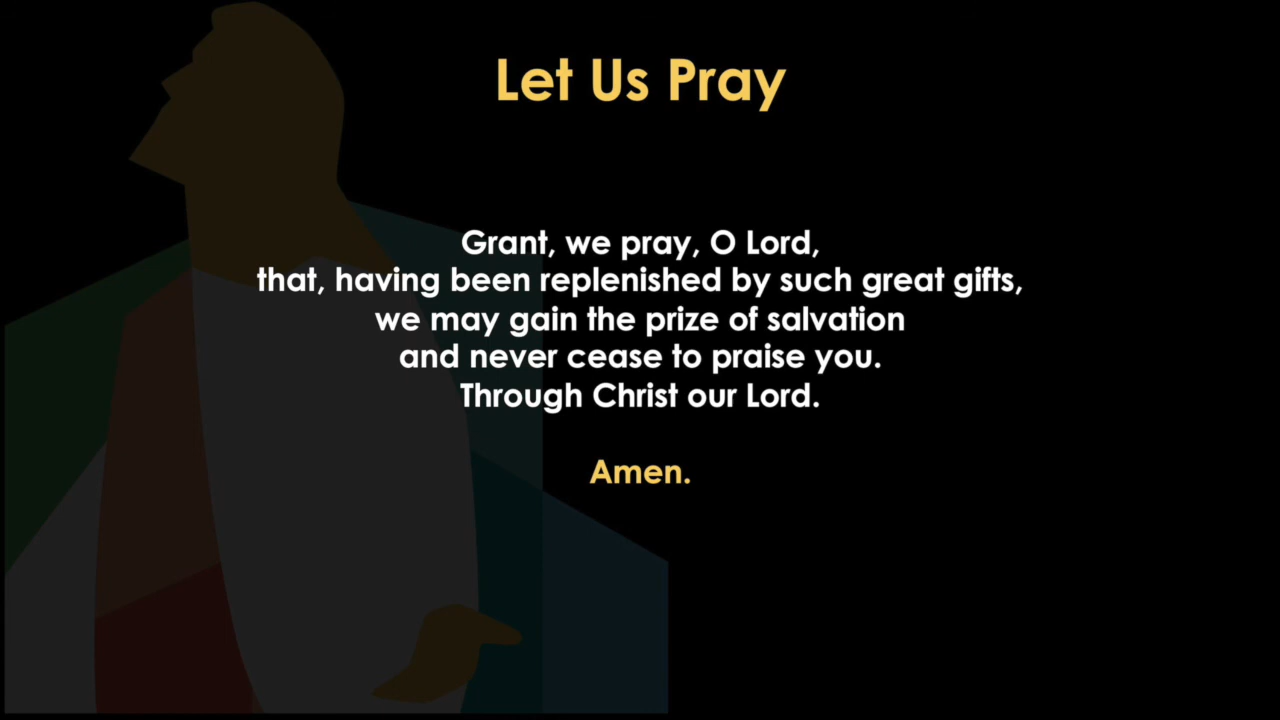 Let Us Pray
Grant, we pray, O Lord,
that, having been replenished by such great gifts,
we may gain the prize of salvation
and never cease to praise you.
Through Christ our Lord.
Amen.